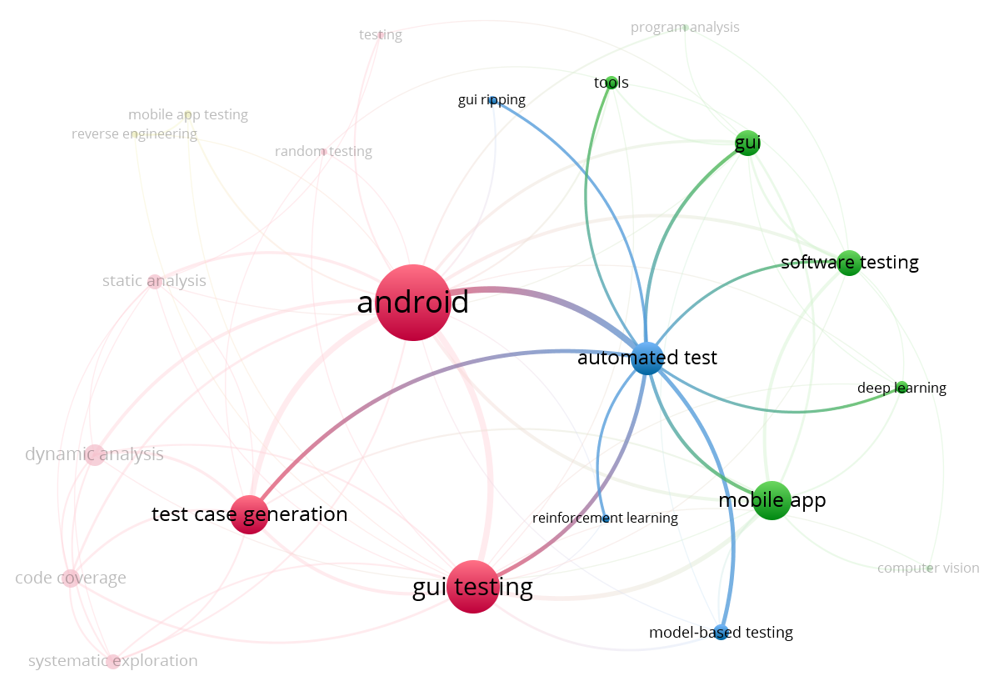 program analysis
testing
tools
gui ripping
mobile app testing
reverse engineering
gui
random testing
software testing
static analysis
android
automated test
deep learning
dynamic analysis
mobile app
test case generation
reinforcement learning
computer vision
code coverage
gui testing
model-based testing
systematic exploration